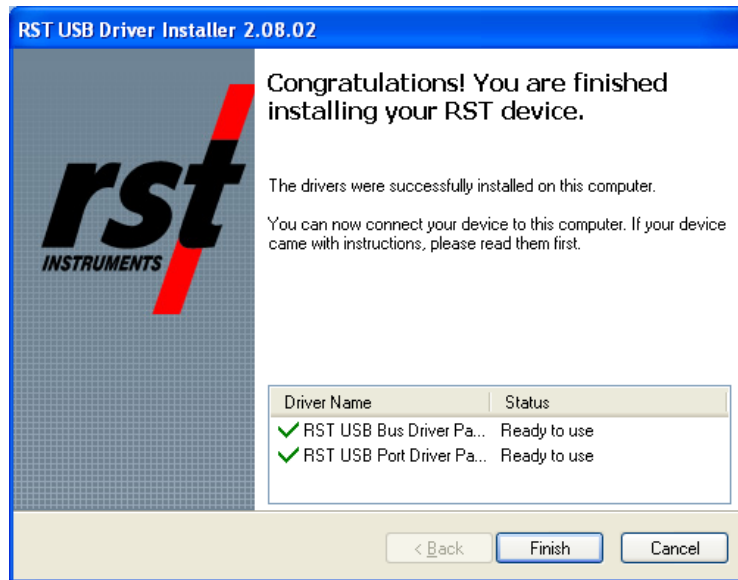 RST USB Driver Installer 2.08.02
Congratulations! You are finished
installing your RST device.
The drivers were successfully installed on this computer.
You can now connect your device to this computer. If your device
came with instructions, please read them first.
rst
INSTRUMENTS
Driver Name Status
RST USB Bus Driver Pa... Ready to use
RST USB Port Driver Pa... Ready to use
< Back Finish Cancel